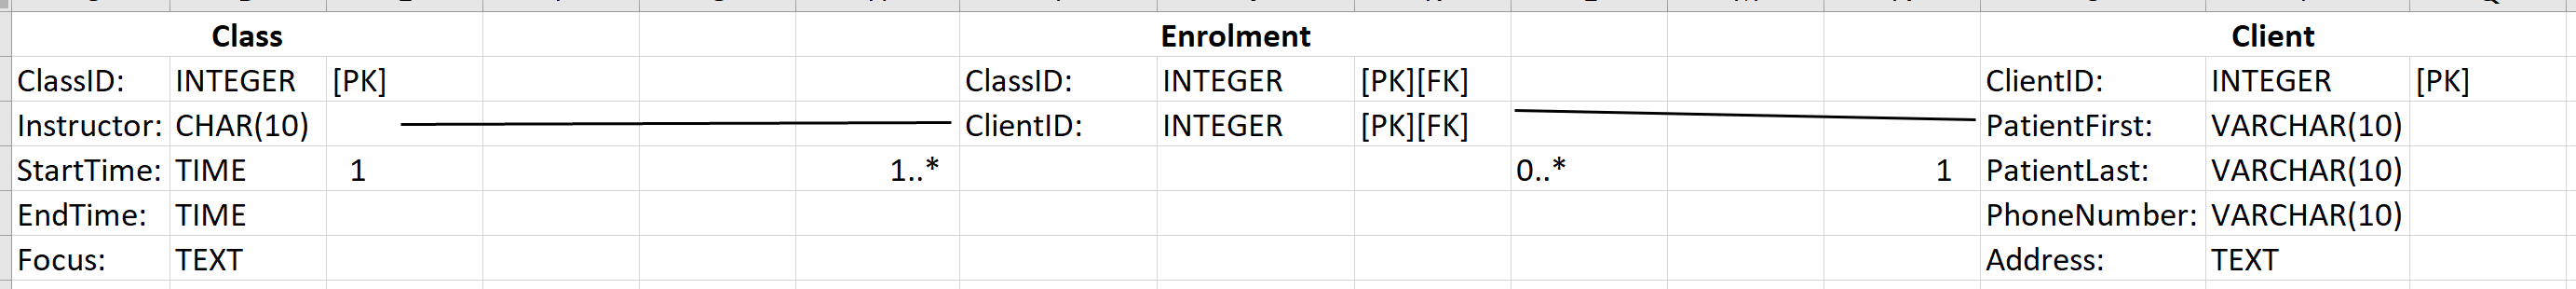 Class Enrolment Client
ClassID: INTEGER [PK] ClassID: INTEGER [PK][FK] ClientID: INTEGER [PK]
Instructor: CHAR(10) ClientID: INTEGER [PK][FK] PatientFirst: VARCHAR(10)
StartTime: TIME 1 1..* 0..* 1 PatientLast: VARCHAR(10)
EndTime: TIME PhoneNumber: VARCHAR(10)
Focus: TEXT Address: TEXT